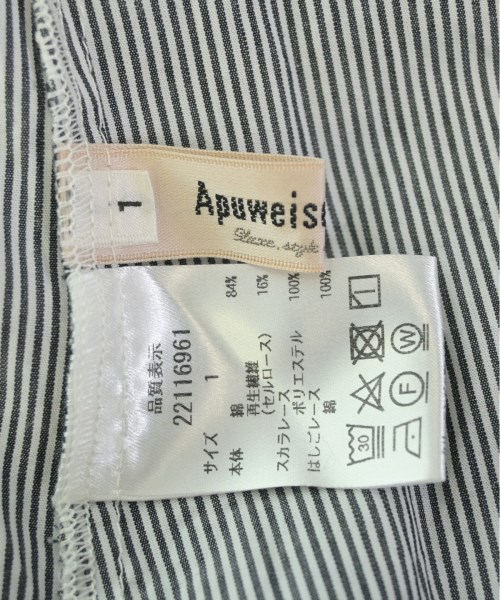 1
Apuweis
Luxe.style
品質表示
22116961
サイズ 1
本体 綿 84%
再生繊維 16%
(セルロース)
スカラレース ポリエステル 100%
はしごレース 綿 100%
30
F
W